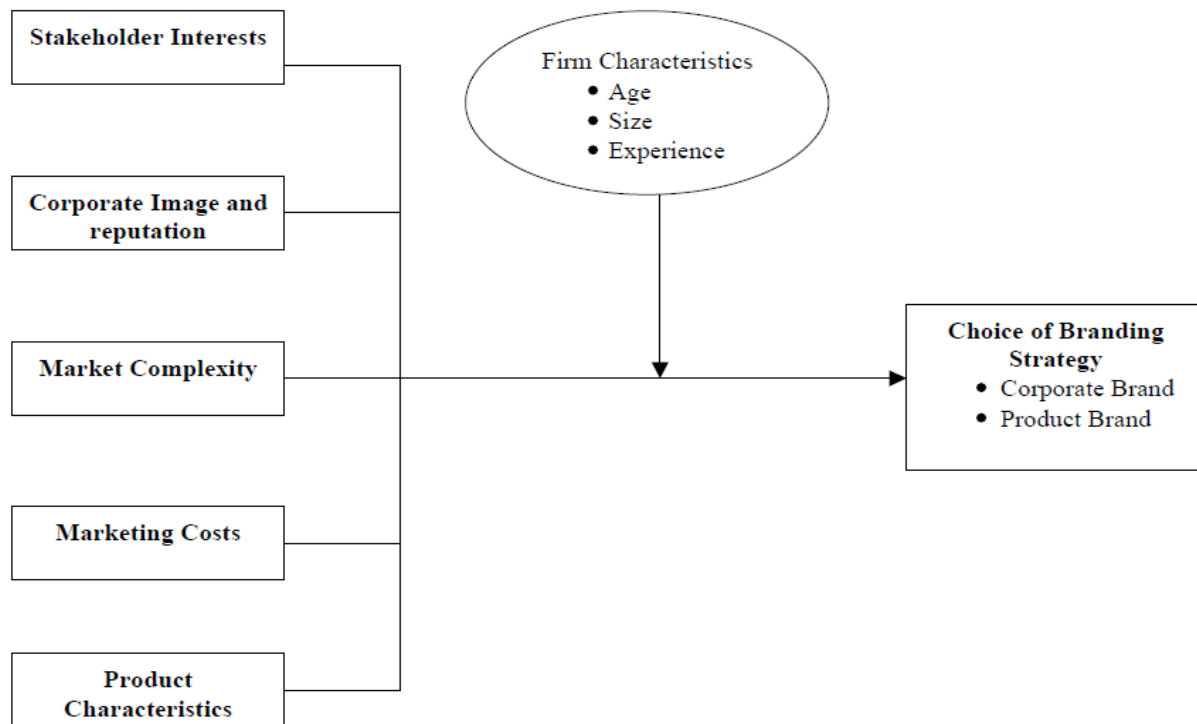 Stakeholder Interests
Corporate Image and
reputation
Market Complexity
Marketing Costs
Product
Characteristics
Firm Characteristics
• Age
• Size
• Experience
Choice of Branding
Strategy
• Corporate Brand
• Product Brand